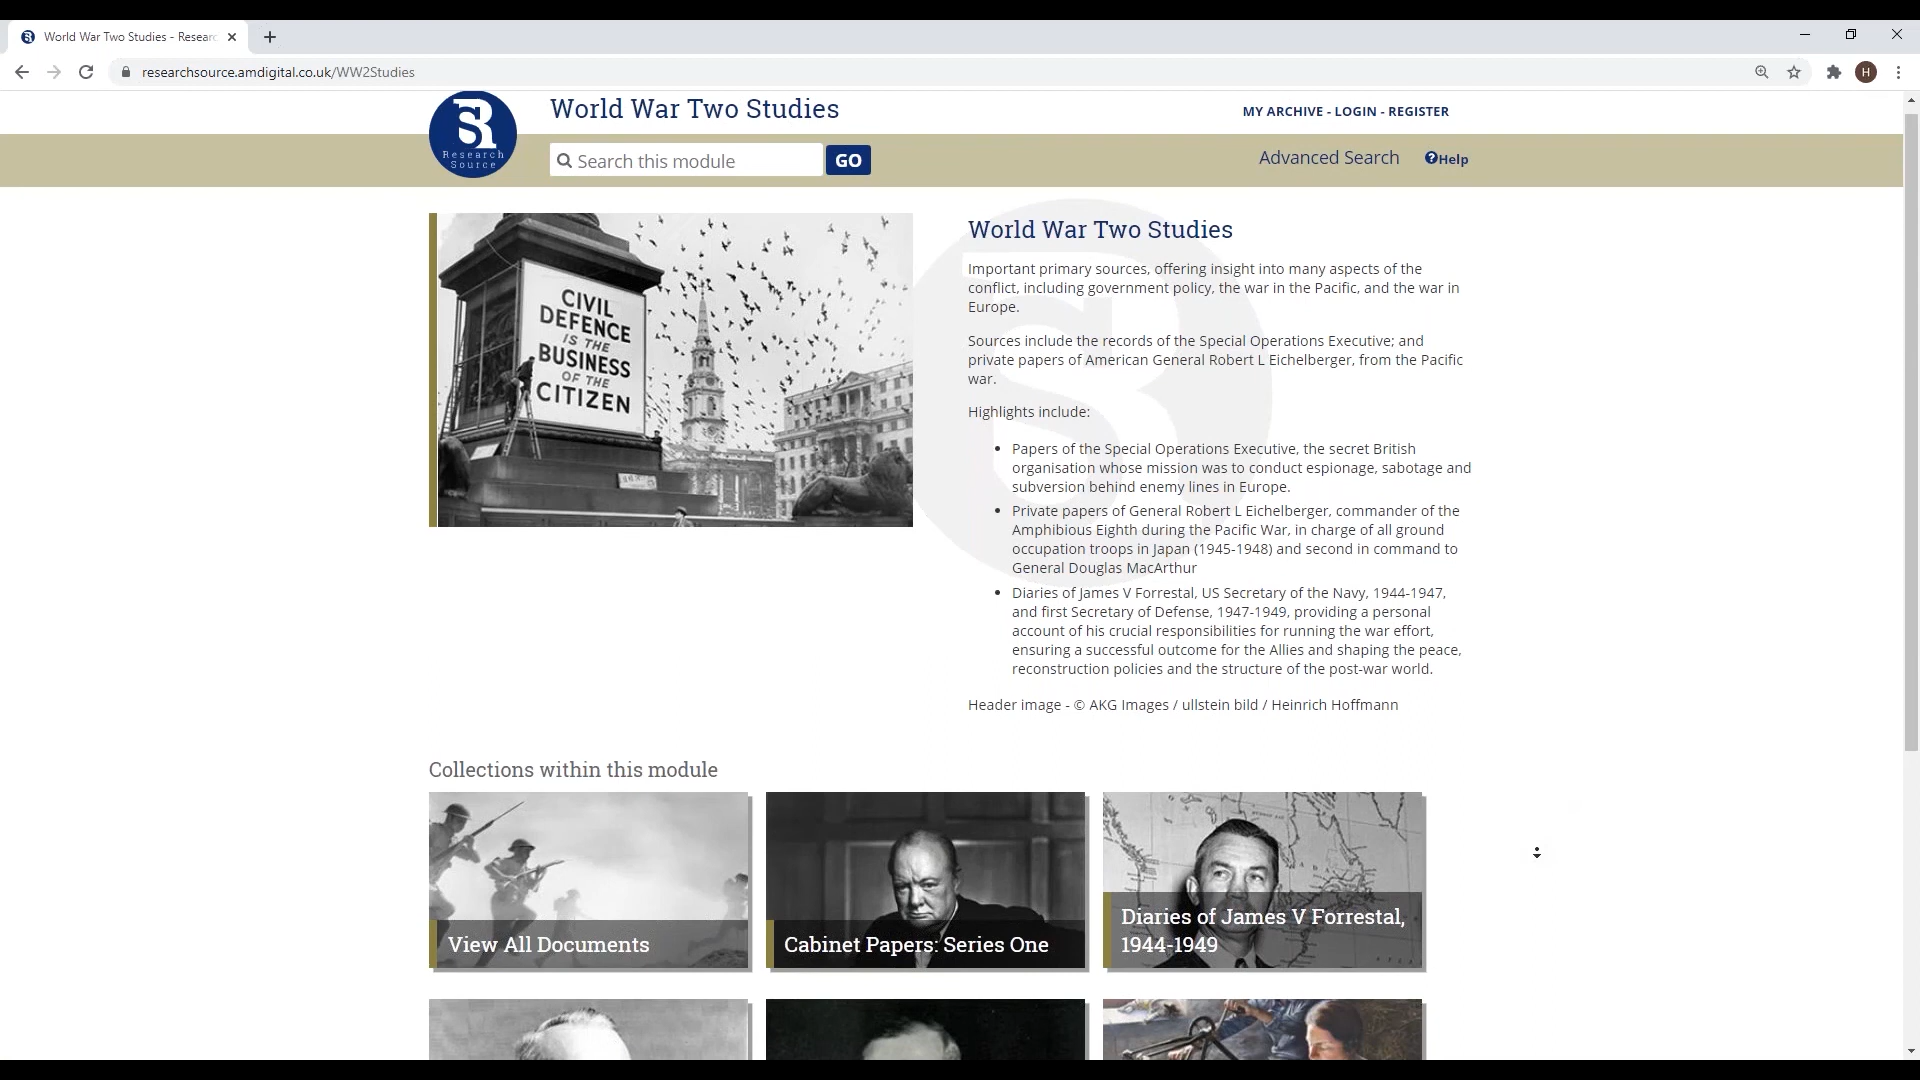 World War Two Studies - Researc
researchsource.amdigital.co.uk/WW2Studies
H
World War Two Studies
MY ARCHIVE - LOGIN - REGISTER
SR
Research
Source
Search this module
GO
Advanced Search
?Help
CIVIL
DEFENCE
IS THE
BUSINESS
OF THE
CITIZEN
World War Two Studies
Important primary sources, offering insight into many aspects of the
conflict, including government policy, the war in the Pacific, and the war in
Europe.
Sources include the records of the Special Operations Executive; and
private papers of American General Robert L Eichelberger, from the Pacific
war.
Highlights include:
Papers of the Special Operations Executive, the secret British
organisation whose mission was to conduct espionage, sabotage and
subversion behind enemy lines in Europe.
Private papers of General Robert L Eichelberger, commander of the
Amphibious Eighth during the Pacific War, in charge of all ground
occupation troops in Japan (1945-1948) and second in command to
General Douglas MacArthur
Diaries of James V Forrestal, US Secretary of the Navy, 1944-1947,
and first Secretary of Defense, 1947-1949, providing a personal
account of his crucial responsibilities for running the war effort,
ensuring a successful outcome for the Allies and shaping the peace,
reconstruction policies and the structure of the post-war world.
Header image - © AKG Images / ullstein bild / Heinrich Hoffmann
Collections within this module
View All Documents
Cabinet Papers: Series One
Diaries of James V Forrestal,
1944-1949